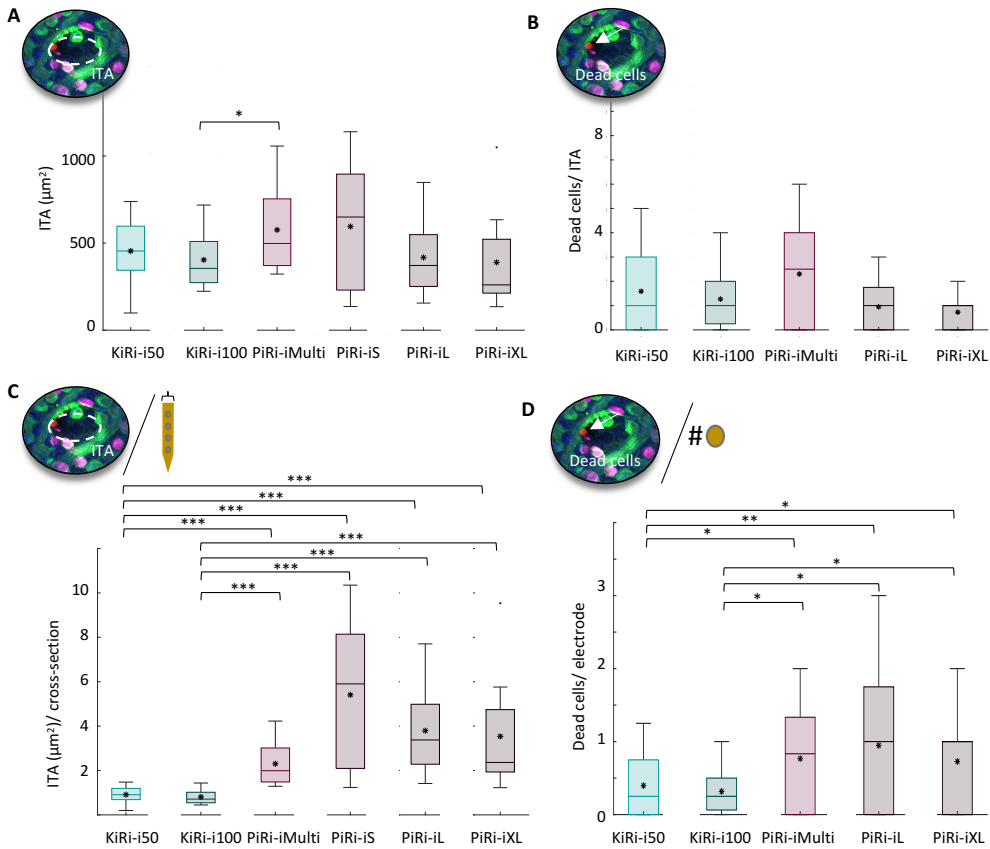 A
ITA
*
1000
500
0
ITA (µm²)
KiRi-i50 KiRi-i100 PiRi-iMulti PiRi-iS PiRi-iL PiRi-iXL
B
Dead cells
8
4
0
Dead cells/ ITA
KiRi-i50 KiRi-i100 PiRi-iMulti PiRi-iL PiRi-iXL
C
ITA
***
***
***
***
***
***
***
***
10
8
6
4
2
ITA (µm²)/ cross-section
KiRi-i50 KiRi-i100 PiRi-iMulti PiRi-iS PiRi-iL PiRi-iXL
D
Dead cells
#
*
**
*
*
*
*
3
2
1
0
Dead cells/ electrode
KiRi-i50 KiRi-i100 PiRi-iMulti PiRi-iL PiRi-iXL